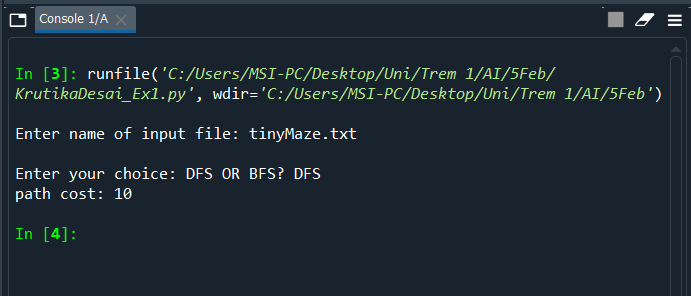 Console 1/A
In [3]: runfile('C:/Users/MSI-PC/Desktop/Uni/Trem 1/AI/5Feb/
KrutikaDesai_Ex1.py', wdir='C:/Users/MSI-PC/Desktop/Uni/Trem 1/AI/5Feb')
Enter name of input file: tinyMaze.txt
Enter your choice: DFS OR BFS? DFS
path cost: 10
In [4]: